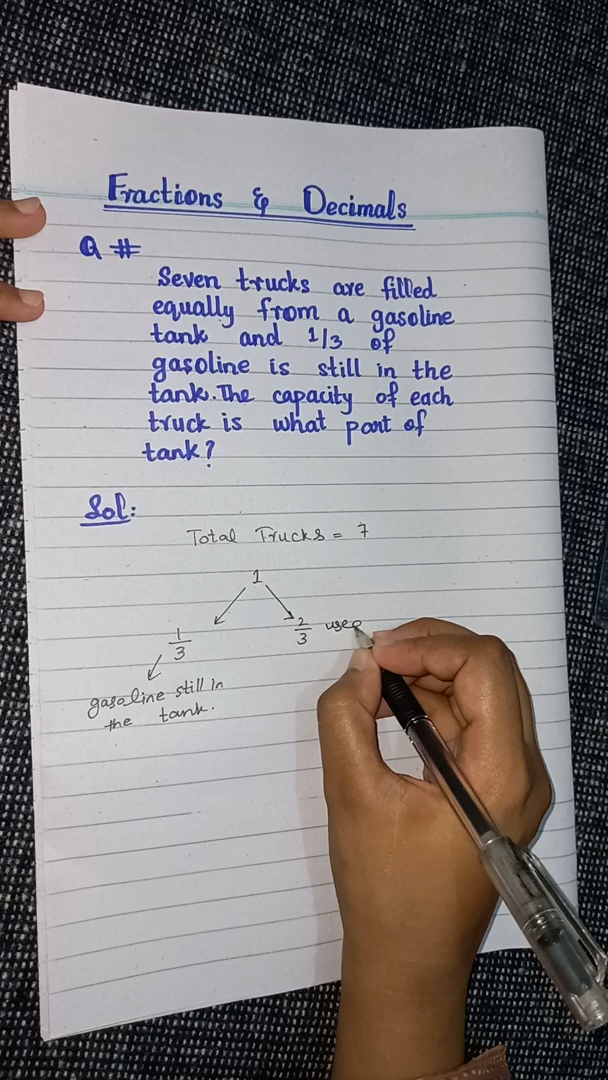 Fractions & Decimals
Q #
Seven trucks are filled
equally from a gasoline
tank and 1/3 of
gasoline is still in the
tank. The capacity of each
truck is what part of
tank?
Sol:
Total Trucks = 7
1
1/3 2/3 use
gasoline still in
the tank.